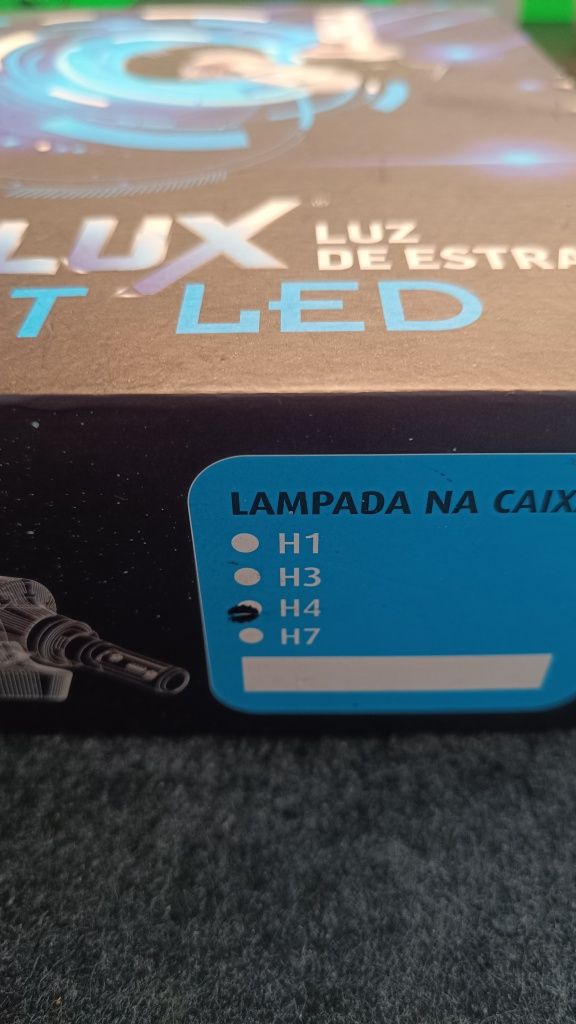 LUX® LUZ
DE ESTRA
T LED
LAMPADA NA CAIX
H1
H3
H4
H7